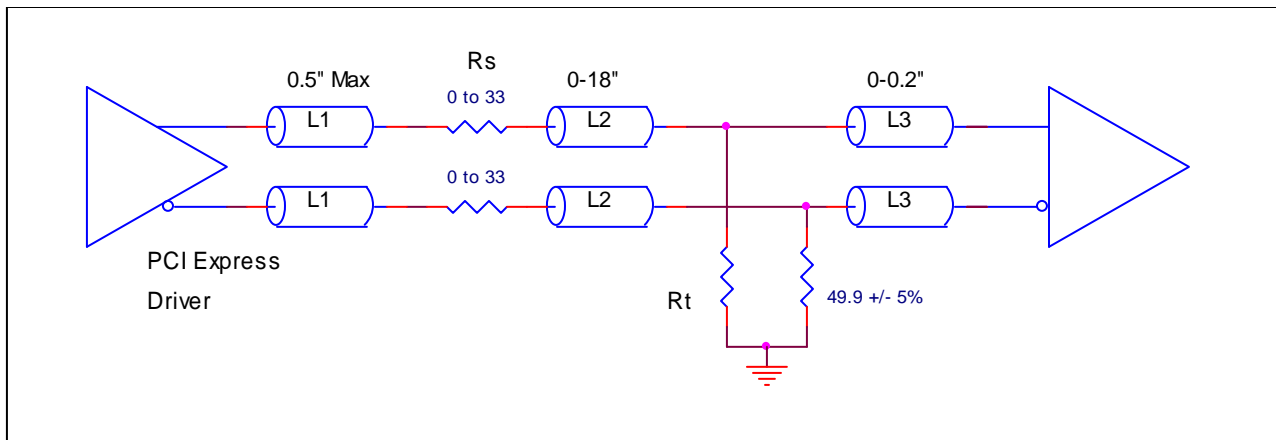 Rs
0.5" Max
0-18"
0-0.2"
0 to 33
L1
L2
L3
0 to 33
L1
L2
L3
PCI Express
Driver
Rt
49.9 +/- 5%